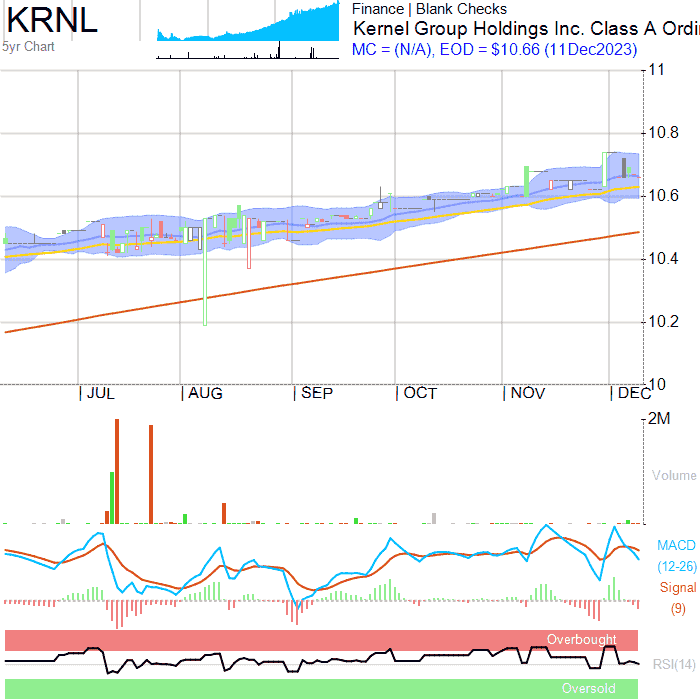 KRNL
5yr Chart
Finance | Blank Checks
Kernel Group Holdings Inc. Class A Ordi
MC = (N/A), EOD = $10.66 (11Dec2023)
11
10.8
10.6
10.4
10.2
10
JUL AUG SEP OCT NOV DEC
2M
Volume
MACD
(12-26)
Signal
(9)
Overbought
RSI(14)
Oversold